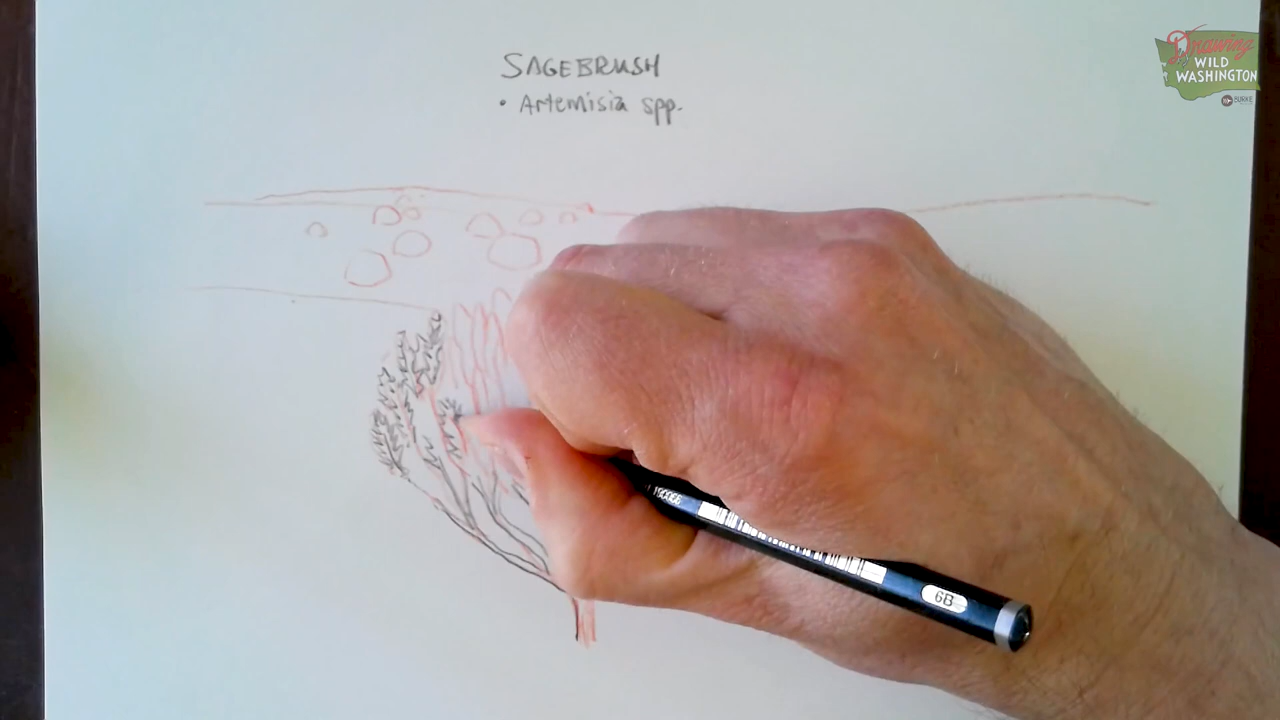 SAGEBRUSH
• Artemisia spp.
Drawing
WILD
WASHINGTON
BURKE
6B